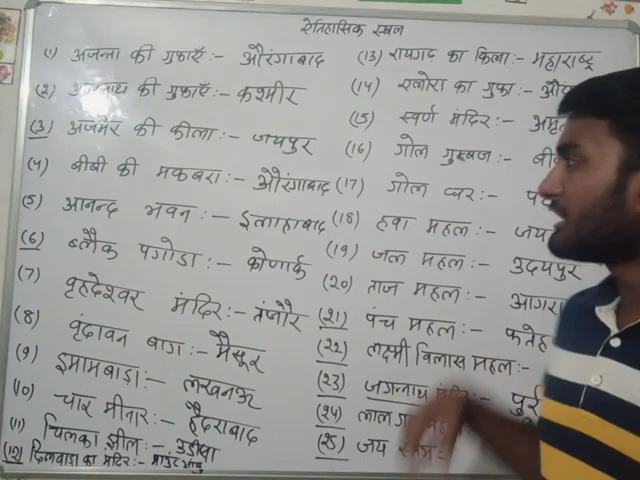 ऐतिहासिक स्थल
(1) अजन्ता की गुफाएँ :- औरंगाबाद
(2) की गुफाएँ :- कश्मीर
(3) अजमेर की कीला :- जयपुर
(4) बीबी की मकबरा :- औरंगाबाद
(5) आनन्द भवन :- इलाहाबाद
(6) ब्लैक पगोडा :- कोणार्क
(7) वृहदेश्वर मंदिर :- तंजौर
(8) वृंदावन बाग :- मैसूर
(9) इमामबाड़ा :- लखनऊ
(10) चार मीनार :- हैदराबाद
(11) चिलका झील :- उड़ीसा
(12) दिलवाड़ा का मंदिर :- माउंट आबू
(13) रायगढ़ का किला :- महाराष्ट्र
(14) एलोरा का गुफा :-
(15) स्वर्ण मंदिर :-
(16) गोल गुम्बज :-
(17) गोल घर :-
(18) हवा महल :- जय
(19) जल महल :- उदयपुर
(20) ताज महल :- आगरा
(21) पंच महल :- फतेह
(22) लक्ष्मी विलास महल :-
(23) जगन्नाथ मंदिर :-
(24) लाल
(25) जय